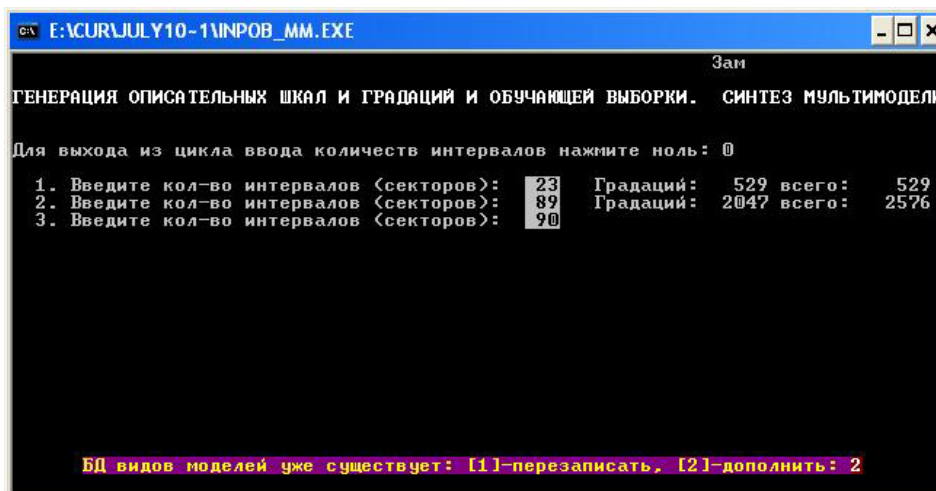 E:\CUR\JULY10~1\INPOB_MM.EXE
Зам
ГЕНЕРАЦИЯ ОПИСАТЕЛЬНЫХ ШКАЛ И ГРАДАЦИЙ И ОБУЧАЮЩЕЙ ВЫБОРКИ. СИНТЕЗ МУЛЬТИМОДЕЛИ
Для выхода из цикла ввода количеств интервалов нажмите ноль: 0
1. Введите кол-во интервалов (секторов): 23 Градаций: 529 всего: 529
2. Введите кол-во интервалов (секторов): 89 Градаций: 2047 всего: 2576
3. Введите кол-во интервалов (секторов): 90
БД видов моделей уже существует: [1]-перезаписать, [2]-дополнить: 2